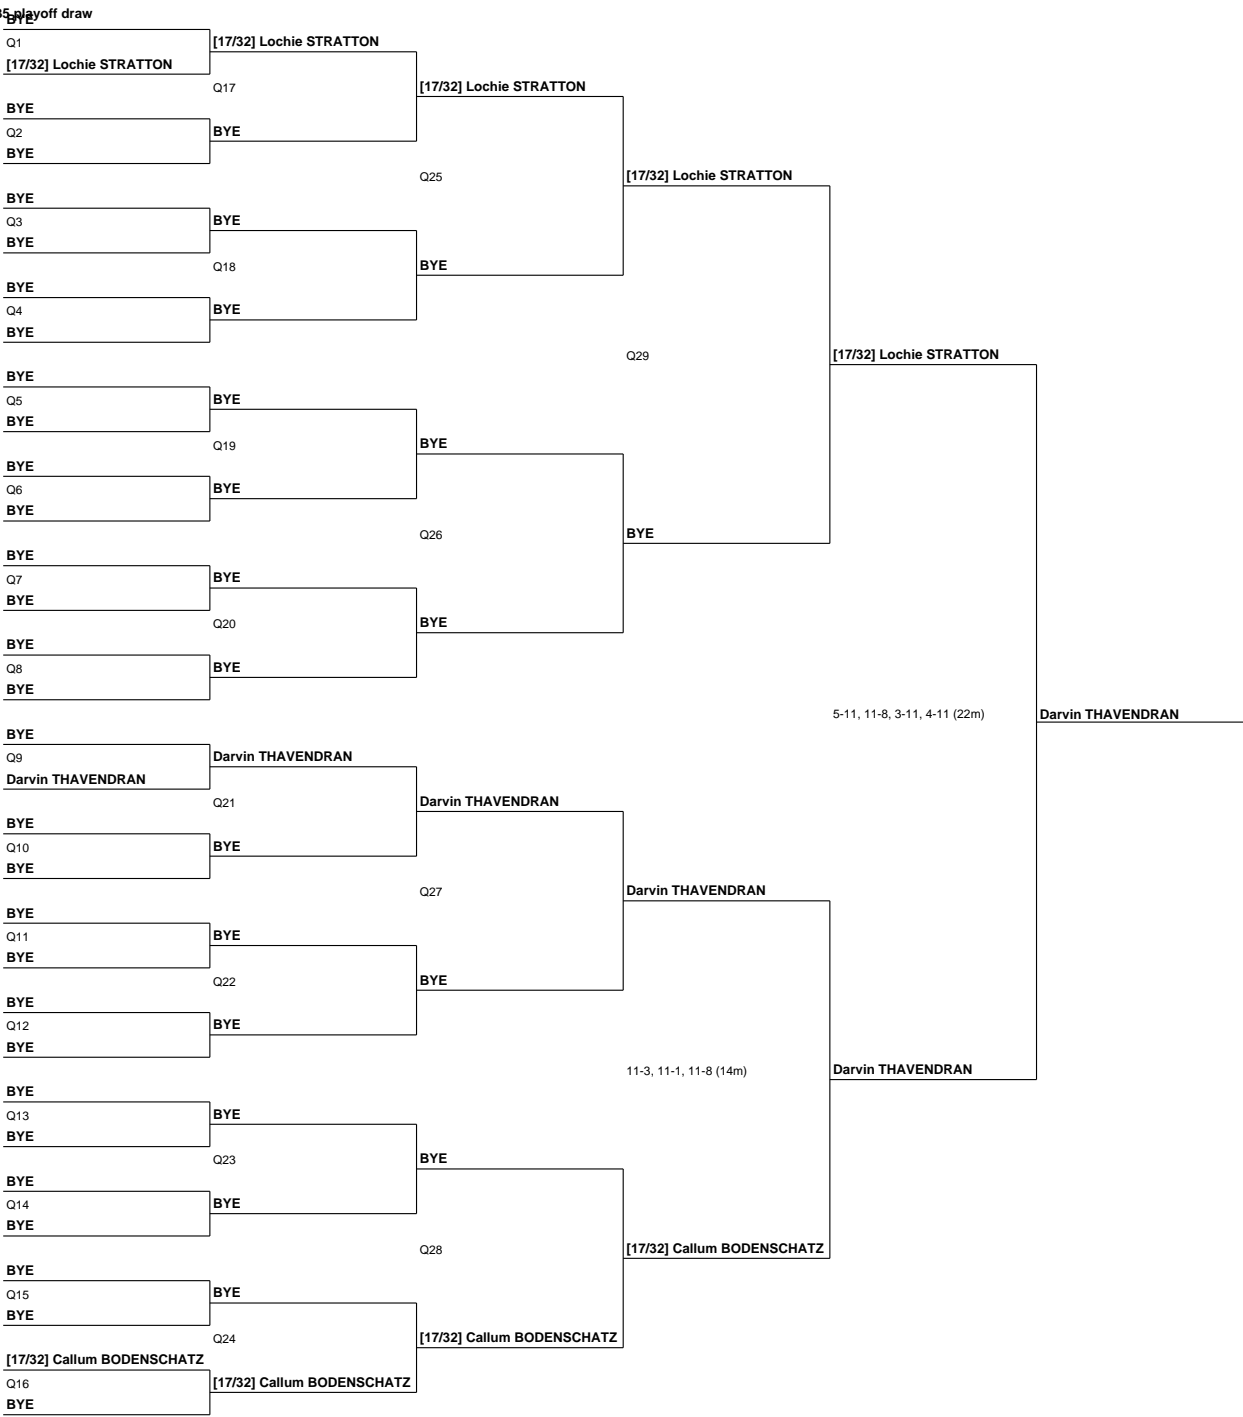 35 playoff draw
BYE
Q1
[17/32] Lochie STRATTON
BYE
Q2
BYE
BYE
Q3
BYE
BYE
Q4
BYE
BYE
Q5
BYE
BYE
Q6
BYE
BYE
Q7
BYE
BYE
Q8
BYE
BYE
Q9
Darvin THAVENDRAN
BYE
Q10
BYE
BYE
Q11
BYE
BYE
Q12
BYE
BYE
Q13
BYE
BYE
Q14
BYE
BYE
Q15
BYE
[17/32] Callum BODENSCHATZ
Q16
BYE
[17/32] Lochie STRATTON
Q17
BYE
BYE
Q18
BYE
BYE
Q19
BYE
BYE
Q20
BYE
Darvin THAVENDRAN
Q21
BYE
BYE
Q22
BYE
BYE
Q23
BYE
BYE
Q24
[17/32] Callum BODENSCHATZ
[17/32] Lochie STRATTON
Q25
BYE
BYE
Q26
BYE
Darvin THAVENDRAN
Q27
BYE
BYE
Q28
[17/32] Callum BODENSCHATZ
[17/32] Lochie STRATTON
Q29
BYE
Darvin THAVENDRAN
11-3, 11-1, 11-8 (14m)
[17/32] Callum BODENSCHATZ
[17/32] Lochie STRATTON
5-11, 11-8, 3-11, 4-11 (22m)
Darvin THAVENDRAN
Darvin THAVENDRAN